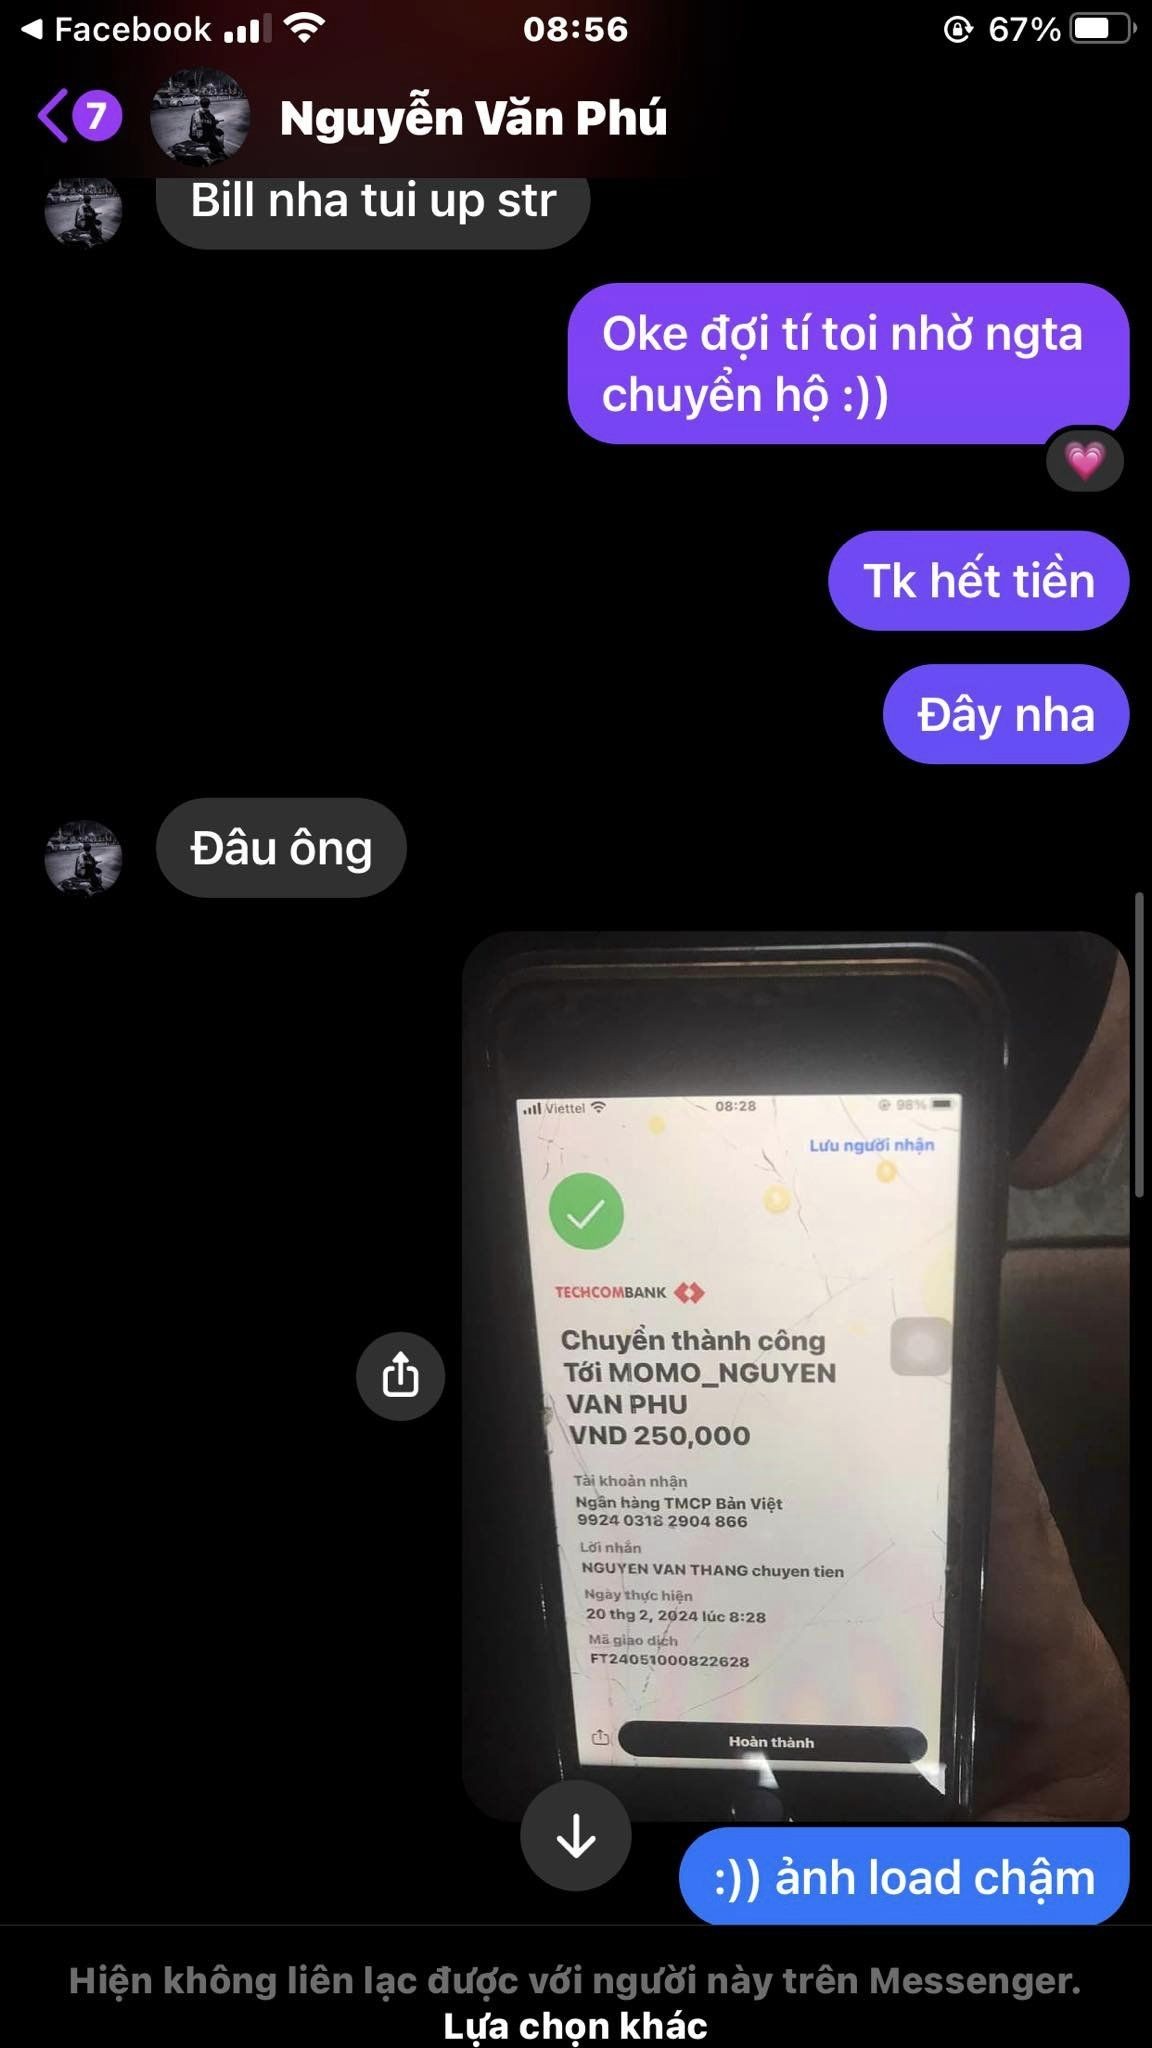 Facebook
08:56
67%
7
Nguyễn Văn Phú
Bill nha tui up str
Oke đợi tí toi nhờ ngta
chuyển hộ :))
Tk hết tiền
Đây nha
Đâu ông
Viettel
08:28
98%
Lưu người nhận
TECHCOMBANK
Chuyển thành công
Tới MOMO_NGUYEN
VAN PHU
VND 250,000
Tài khoản nhận
Ngân hàng TMCP Bản Việt
9924 0318 2904 866
Lời nhắn
NGUYEN VAN THANG chuyen tien
Ngày thực hiện
20 thg 2, 2024 lúc 8:28
Mã giao dịch
FT24051000822628
Hoàn thành
:)) ảnh load chậm
Hiện không liên lạc được với người này trên Messenger.
Lựa chọn khác